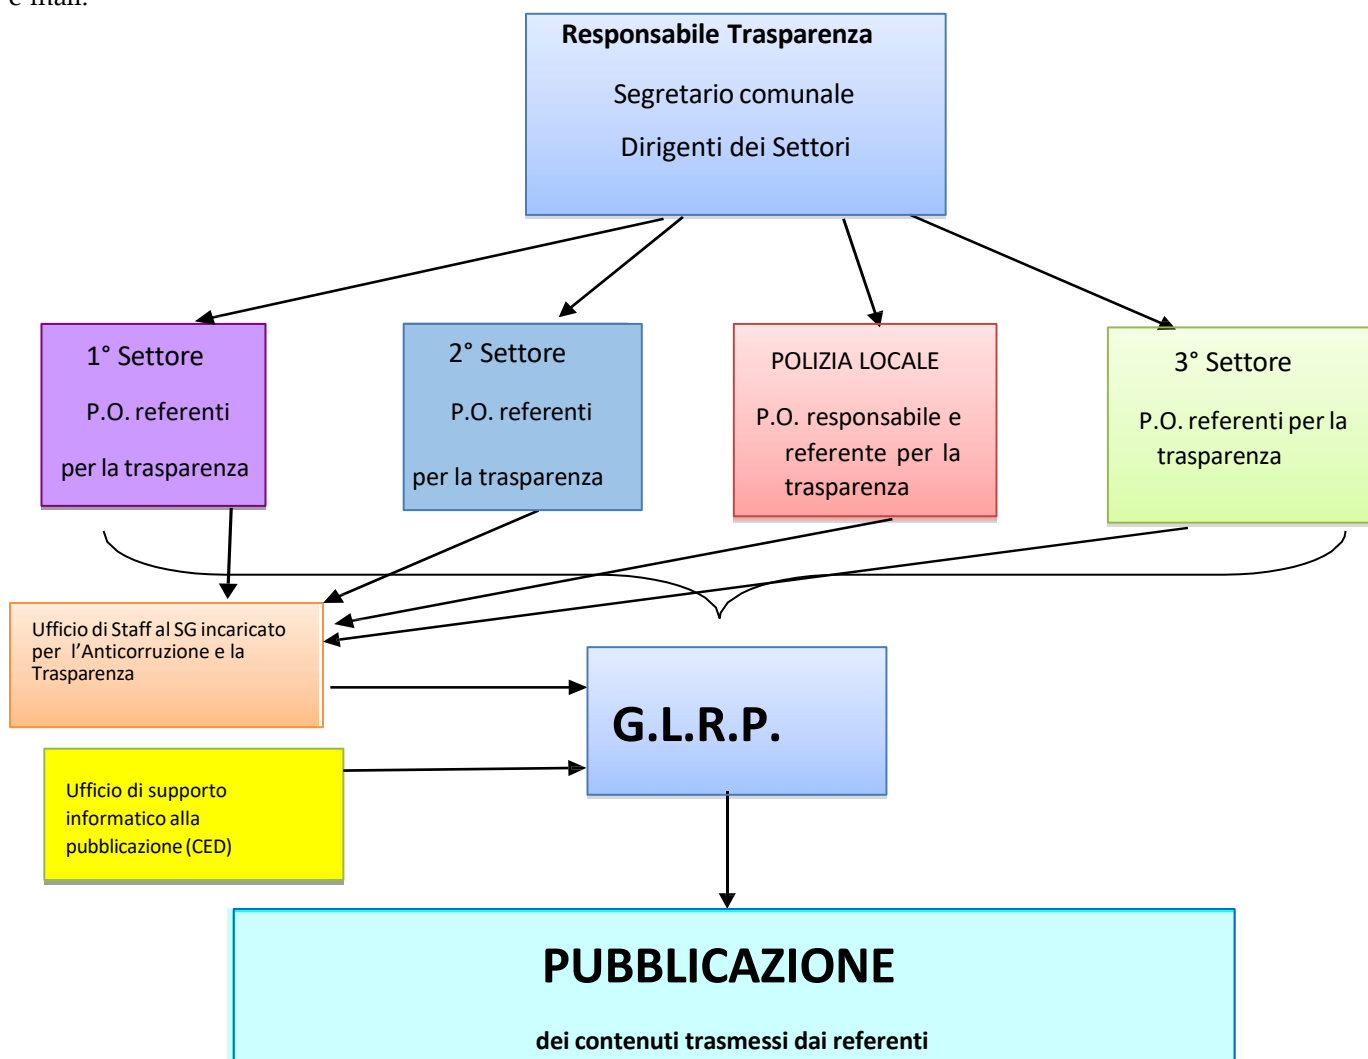 e-mail.
Responsabile Trasparenza
Segretario comunale
Dirigenti dei Settori
1° Settore
P.O. referenti
per la trasparenza
2° Settore
P.O. referenti
per la trasparenza
POLIZIA LOCALE
P.O. responsabile e
referente per la
trasparenza
3° Settore
P.O. referenti per la
trasparenza
Ufficio di Staff al SG incaricato
per l'Anticorruzione e la
Trasparenza
G.L.R.P.
Ufficio di supporto
informatico alla
pubblicazione (CED)
PUBBLICAZIONE
dei contenuti trasmessi dai referenti